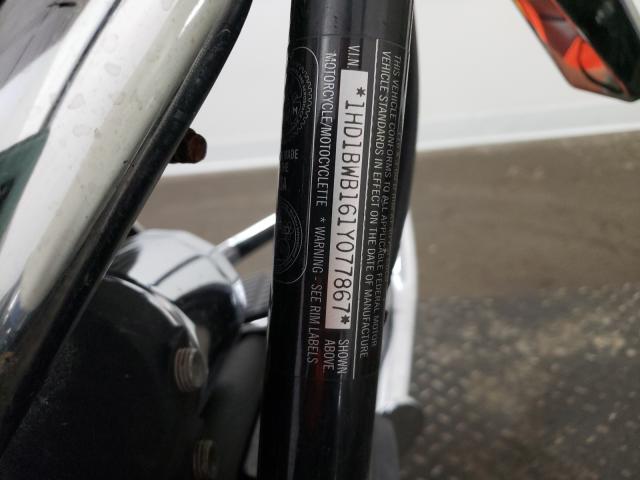 THIS VEHICLE CONFORMS TO ALL APPLICABLE FEDERAL MOTOR
VEHICLE STANDARDS IN EFFECT ON THE DATE OF MANUFACTURE
SHOWN
ABOVE.
V.I.N. *1HD1BWB161Y077867*
MOTORCYCLE/MOTOCYCLETTE * WARNING - SEE RIM LABELS